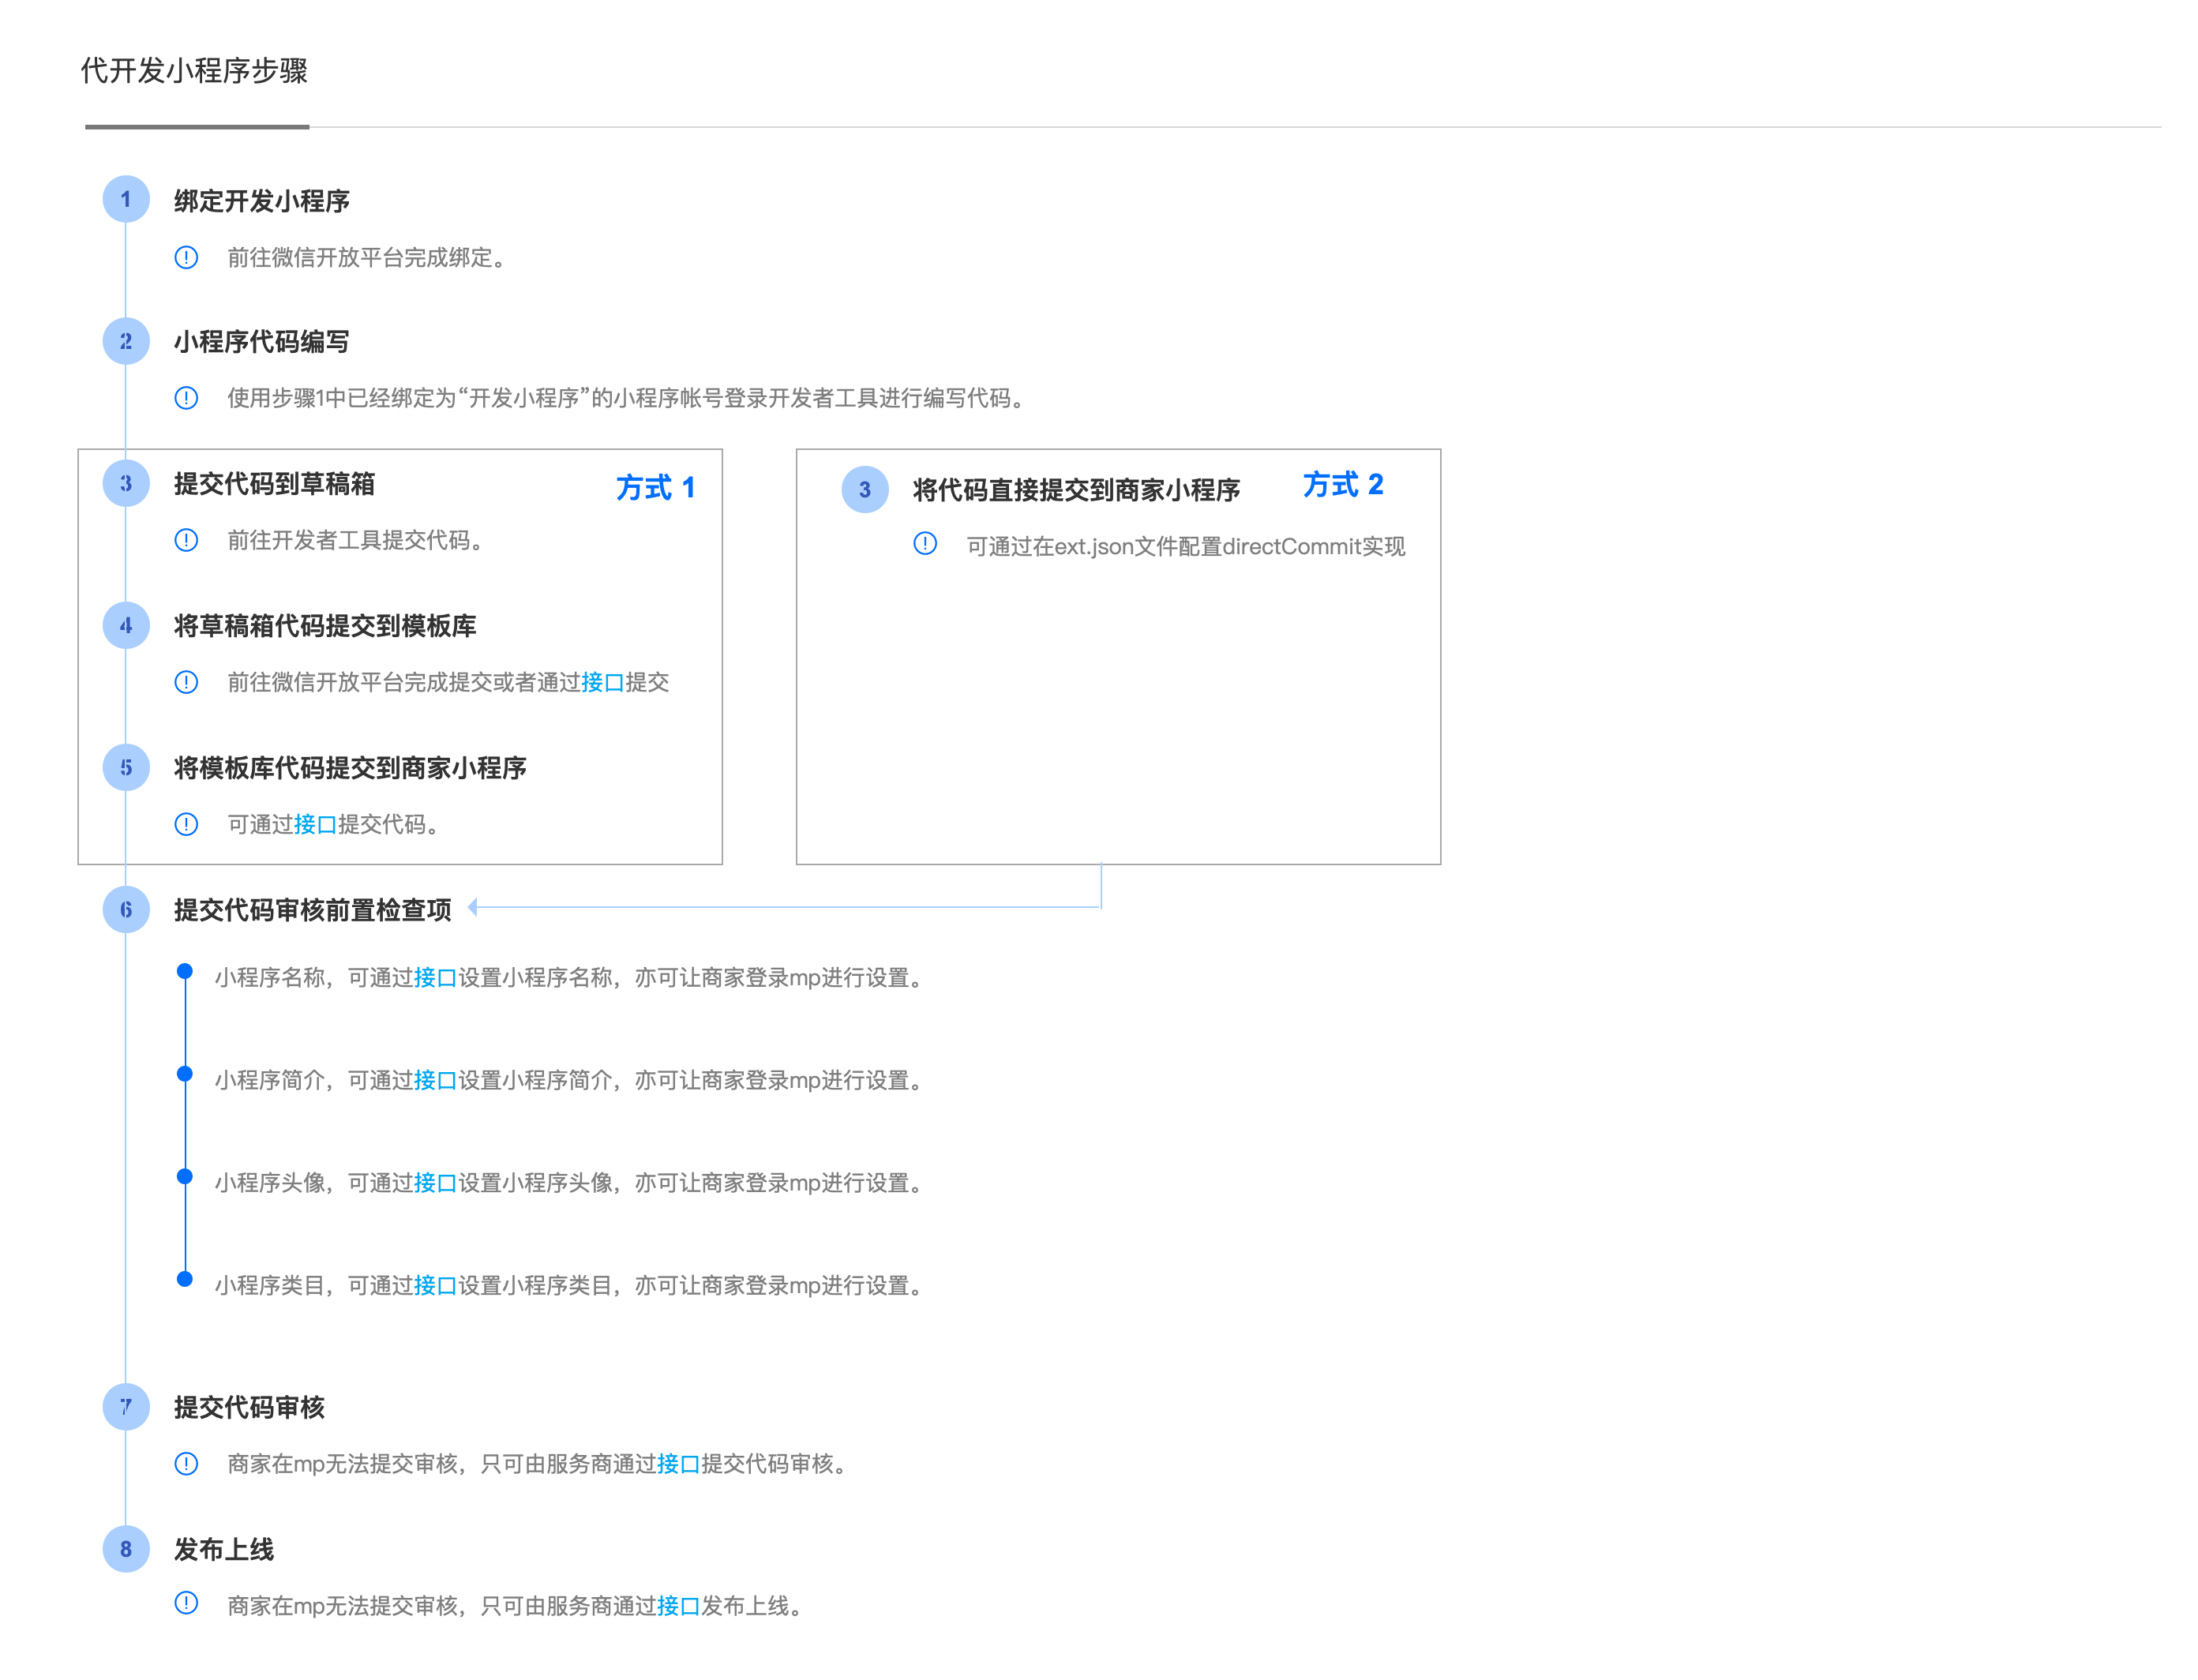 代开发小程序步骤
1
绑定开发小程序
前往微信开放平台完成绑定。
2
小程序代码编写
使用步骤1中已经绑定为“开发小程序”的小程序帐号登录开发者工具进行编写代码。
3
提交代码到草稿箱
方式 1
前往开发者工具提交代码。
4
将草稿箱代码提交到模板库
前往微信开放平台完成提交或者通过接口提交
5
将模板库代码提交到商家小程序
可通过接口提交代码。
3
将代码直接提交到商家小程序
方式 2
可通过在ext.json文件配置directCommit实现
6
提交代码审核前置检查项
小程序名称，可通过接口设置小程序名称，亦可让商家登录mp进行设置。
小程序简介，可通过接口设置小程序简介，亦可让商家登录mp进行设置。
小程序头像，可通过接口设置小程序头像，亦可让商家登录mp进行设置。
小程序类目，可通过接口设置小程序类目，亦可让商家登录mp进行设置。
7
提交代码审核
商家在mp无法提交审核，只可由服务商通过接口提交代码审核。
8
发布上线
商家在mp无法提交审核，只可由服务商通过接口发布上线。